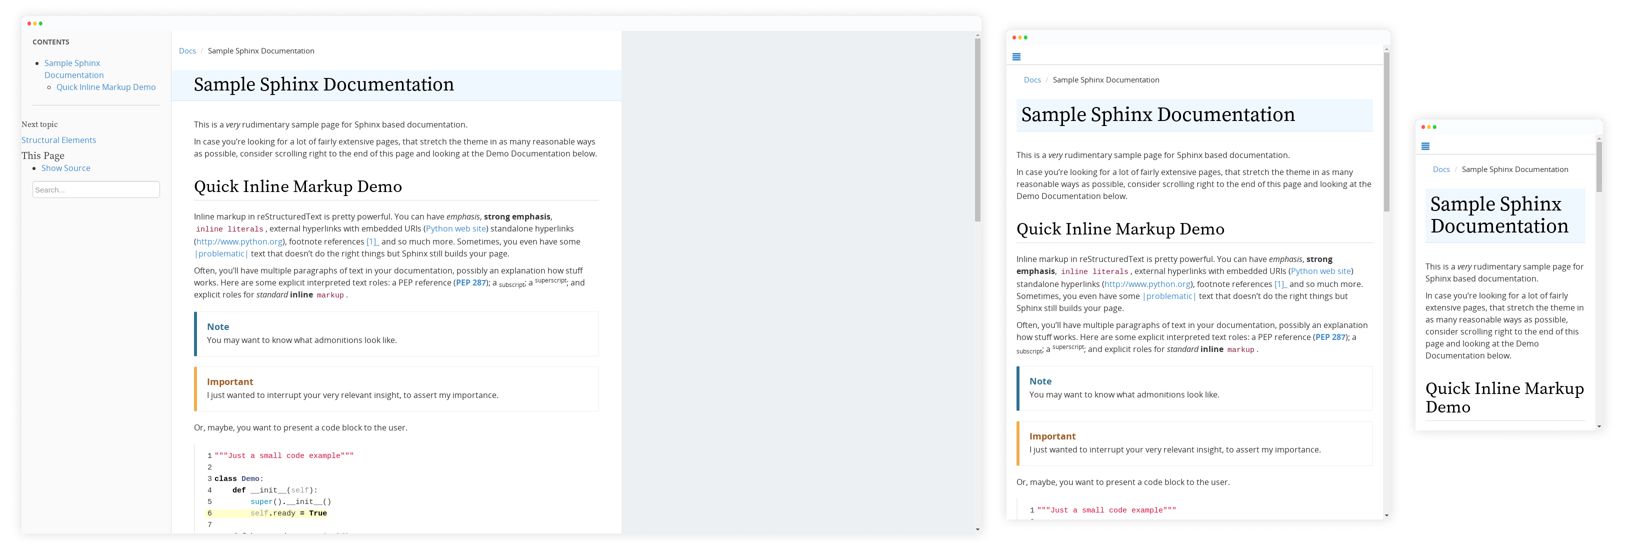 CONTENTS
Sample Sphinx
Documentation
Quick Inline Markup Demo
Next topic
Structural Elements
This Page
Show Source
Search...
Docs / Sample Sphinx Documentation
Sample Sphinx Documentation
This is a very rudimentary sample page for Sphinx based documentation.
In case you're looking for a lot of fairly extensive pages, that stretch the theme in as many reasonable ways
as possible, consider scrolling right to the end of this page and looking at the Demo Documentation below.
Quick Inline Markup Demo
Inline markup in reStructuredText is pretty powerful. You can have emphasis, strong emphasis,
inline literals, external hyperlinks with embedded URIs (Python web site) standalone hyperlinks
(http://www.python.org), footnote references [1]_ and so much more. Sometimes, you even have some
|problematic| text that doesn't do the right things but Sphinx still builds your page.
Often, you'll have multiple paragraphs of text in your documentation, possibly an explanation how stuff
works. Here are some explicit interpreted text roles: a PEP reference (PEP 287); a subscript; a superscript; and
explicit roles for standard inline markup.
Note
You may want to know what admonitions look like.
Important
I just wanted to interrupt your very relevant insight, to assert my importance.
Or, maybe, you want to present a code block to the user.
1 """Just a small code example"""
2
3 class Demo:
4     def __init__(self):
5         super().__init__()
6         self.ready = True
7
Docs / Sample Sphinx Documentation
Sample Sphinx Documentation
This is a very rudimentary sample page for Sphinx based documentation.
In case you're looking for a lot of fairly extensive pages, that stretch the theme in as many
reasonable ways as possible, consider scrolling right to the end of this page and looking at the
Demo Documentation below.
Quick Inline Markup Demo
Inline markup in reStructuredText is pretty powerful. You can have emphasis, strong
emphasis, inline literals, external hyperlinks with embedded URIs (Python web site)
standalone hyperlinks (http://www.python.org), footnote references [1]_ and so much more.
Sometimes, you even have some |problematic| text that doesn't do the right things but
Sphinx still builds your page.
Often, you'll have multiple paragraphs of text in your documentation, possibly an explanation
how stuff works. Here are some explicit interpreted text roles: a PEP reference (PEP 287); a
subscript; a superscript; and explicit roles for standard inline markup.
Note
You may want to know what admonitions look like.
Important
I just wanted to interrupt your very relevant insight, to assert my importance.
Or, maybe, you want to present a code block to the user.
1 """Just a small code example"""
Docs / Sample Sphinx Documentation
Sample Sphinx
Documentation
This is a very rudimentary sample page for
Sphinx based documentation.
In case you're looking for a lot of fairly
extensive pages, that stretch the theme in
as many reasonable ways as possible,
consider scrolling right to the end of this
page and looking at the Demo
Documentation below.
Quick Inline Markup
Demo